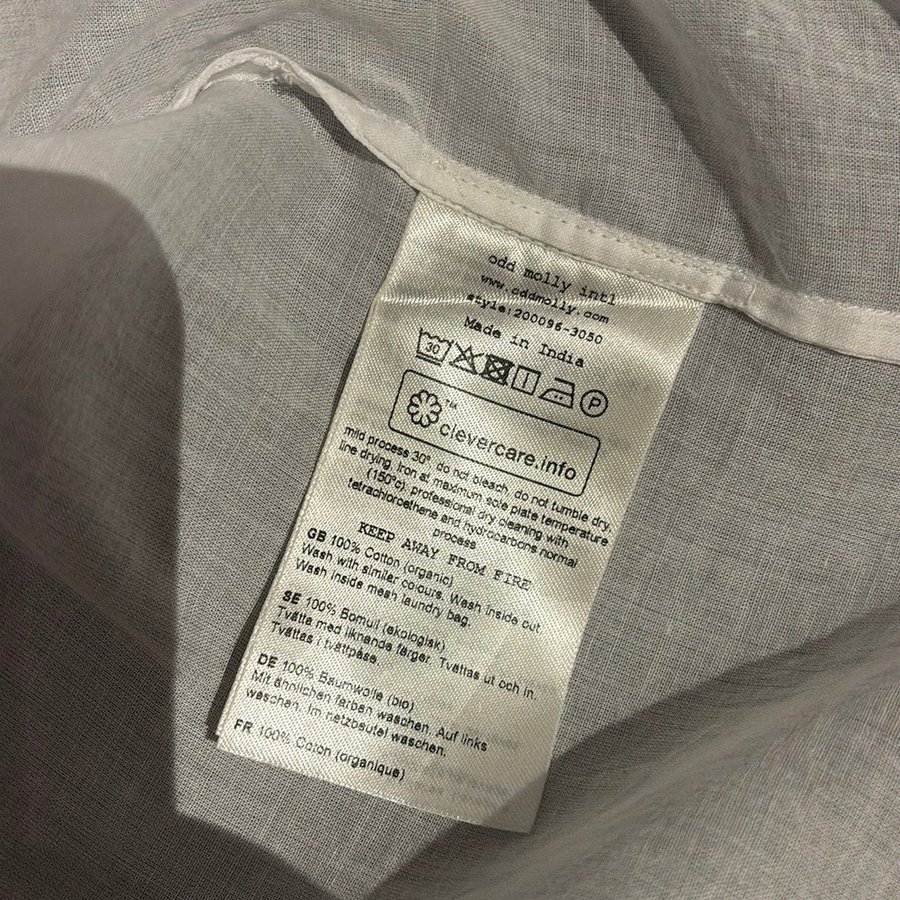 odd molly intl
www.oddmolly.com
style:200096-3050
Made in India
30 P
™
clevercare.info
mild process 30°, do not bleach, do not tumble dry,
line drying, Iron at maximum sole plate temperature
(150°c), professional dry cleaning with
tetrachloroethene and hydrocarbons normal
process
KEEP AWAY FROM FIRE
GB 100% Cotton (organic)
Wash with similar colours. Wash inside out.
Wash inside mesh laundry bag.
SE 100% Bomull (ekologisk)
Tvätta med liknande färger. Tvättas ut och in.
Tvättas i tvättpåse.
DE 100% Baumwolle (bio)
Mit ähnlichen farben waschen. Auf links
waschen. Im netzbeutel waschen.
FR 100% Coton (organique)